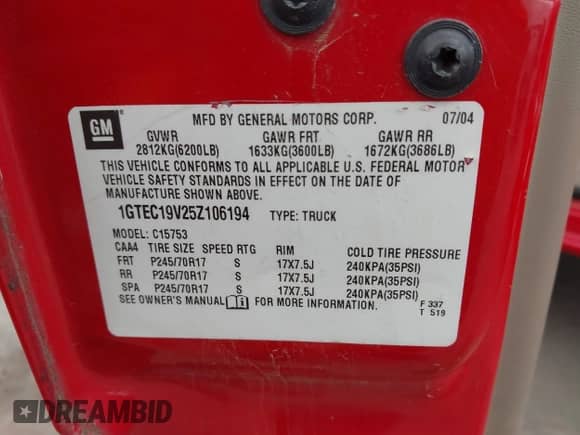 GM
MFD BY GENERAL MOTORS CORP. 07/04
GVWR GAWR FRT GAWR RR
2812KG(6200LB) 1633KG(3600LB) 1672KG(3686LB)
THIS VEHICLE CONFORMS TO ALL APPLICABLE U.S. FEDERAL MOTOR
VEHICLE SAFETY STANDARDS IN EFFECT ON THE DATE OF
MANUFACTURE SHOWN ABOVE.
1GTEC19V25Z106194 TYPE: TRUCK
MODEL: C15753
CAA4 TIRE SIZE SPEED RTG RIM COLD TIRE PRESSURE
FRT P245/70R17 S 17X7.5J 240KPA(35PSI)
RR P245/70R17 S 17X7.5J 240KPA(35PSI)
SPA P245/70R17 S 17X7.5J 240KPA(35PSI)
SEE OWNER'S MANUAL FOR MORE INFORMATION.
F 337
T 519
DREAMBID